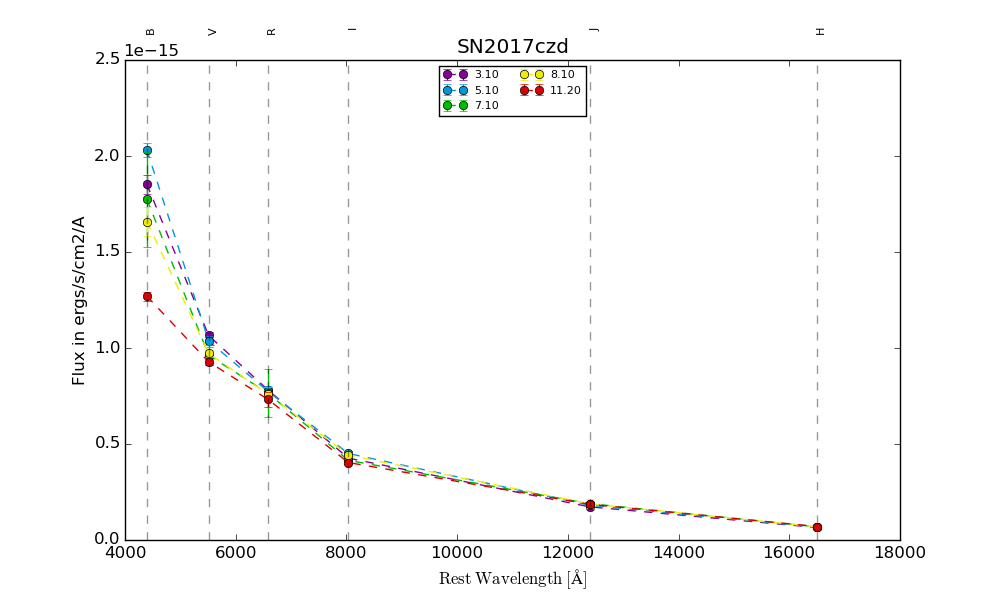 B V R I J H
1e−15 SN2017czd
3.10 8.10
5.10 11.20
7.10
2.5
2.0
1.5
1.0
0.5
0.0
Flux in ergs/s/cm2/A
4000 6000 8000 10000 12000 14000 16000 18000
Rest Wavelength [Å]